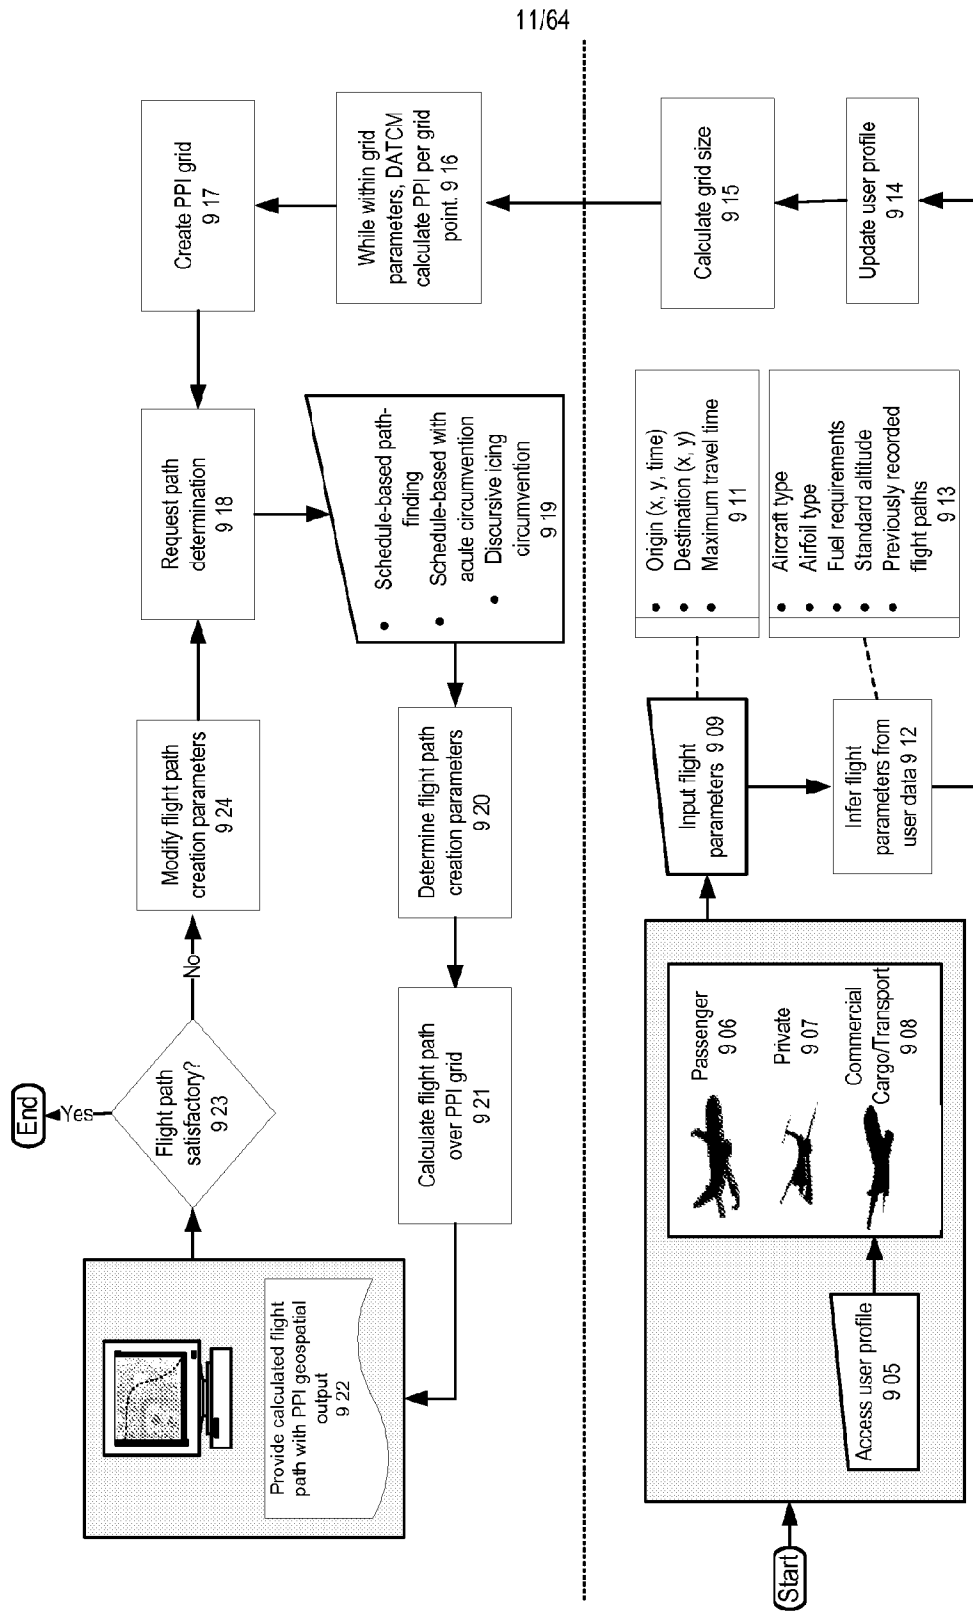 11/64
Start
Access user profile
9 05
Passenger
9 06
Private
9 07
Commercial
Cargo/Transport
9 08
Input flight
parameters 9 09
• Origin (x, y, time)
• Destination (x, y)
• Maximum travel time
9 11
Infer flight
parameters from
user data 9 12
• Aircraft type
• Airfoil type
• Fuel requirements
• Standard altitude
• Previously recorded
flight paths
9 13
Update user profile
9 14
Calculate grid size
9 15
While within grid
parameters, DATCM
calculate PPI per grid
point. 9 16
Create PPI grid
9 17
Request path
determination
9 18
• Schedule-based path-
finding
• Schedule-based with
acute circumvention
• Discursive icing
circumvention
9 19
Determine flight path
creation parameters
9 20
Calculate flight path
over PPI grid
9 21
Provide calculated flight
path with PPI geospatial
output
9 22
Flight path
satisfactory?
9 23
Yes
End
No
Modify flight path
creation parameters
9 24